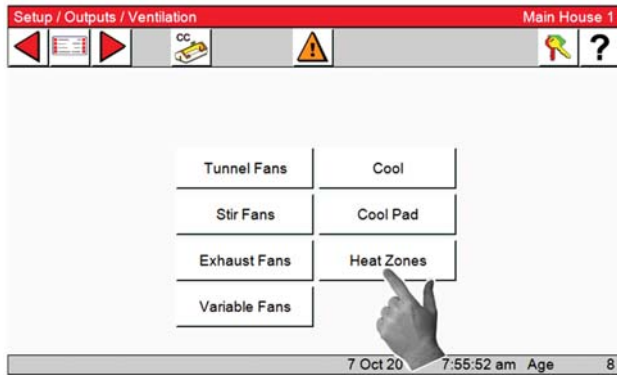 Setup / Outputs / Ventilation Main House 1
CC
?
Tunnel Fans Cool
Stir Fans Cool Pad
Exhaust Fans Heat Zones
Variable Fans
7 Oct 20 7:55:52 am Age 8